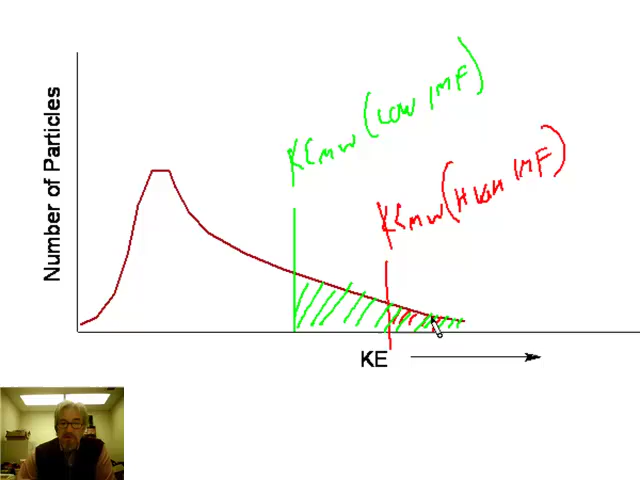 KEMW (LOW IMF)
KEMW (HIGH IMF)
Number of Particles
KE